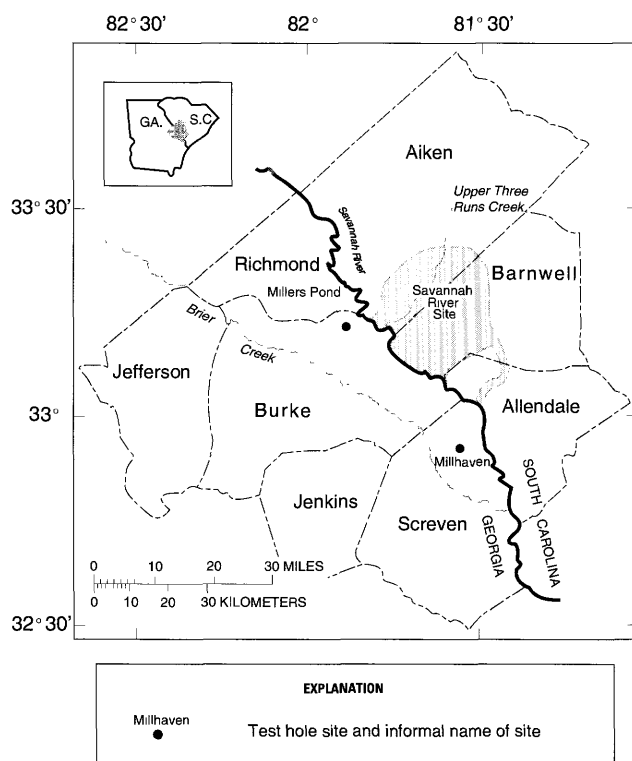 82° 30'
82°
81° 30'
GA.
S.C.
Aiken
33° 30'
Upper Three
Runs Creek
Savannah River
Richmond
Barnwell
Millers Pond
Savannah
River
Site
Brier
Creek
Jefferson
33°
Burke
Allendale
Millhaven
Jenkins
SOUTH CAROLINA
Screven
GEORGIA
0 10 20 30 MILES
0 10 20 30 KILOMETERS
32° 30'
EXPLANATION
Millhaven
Test hole site and informal name of site